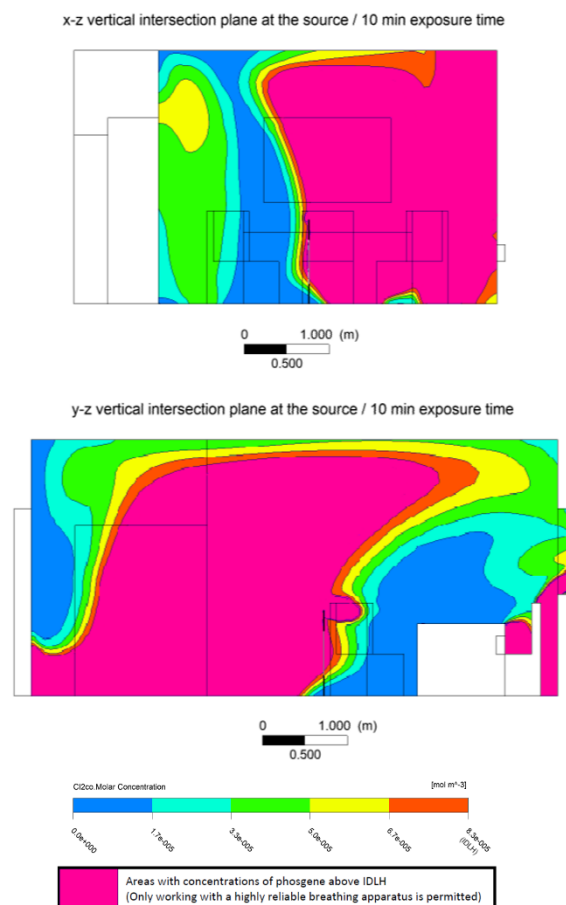 x-z vertical intersection plane at the source / 10 min exposure time
0 1.000 (m)
0.500
y-z vertical intersection plane at the source / 10 min exposure time
0 1.000 (m)
0.500
Cl2co.Molar Concentration [mol m^-3]
0.0e+000 1.7e-005 3.3e-005 5.0e-005 6.7e-005 8.3e-005
(IDLH)
Areas with concentrations of phosgene above IDLH
(Only working with a highly reliable breathing apparatus is permitted)